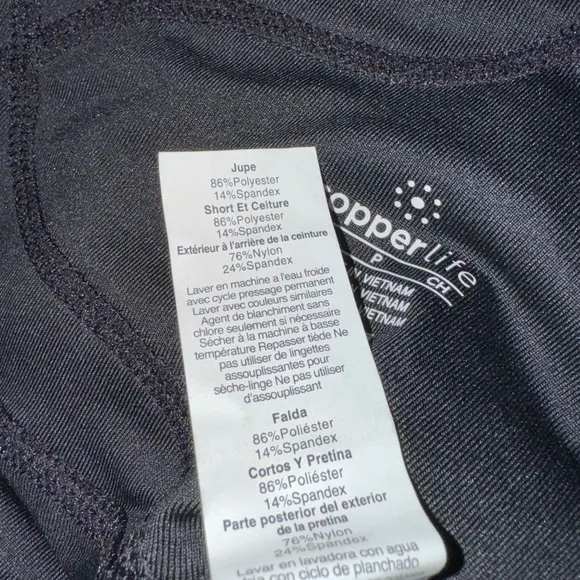 Jupe
86%Polyester
14%Spandex
Short Et Ceiture
86%Polyester
14%Spandex
Extérieur à l'arrière de la ceinture
76%Nylon
24%Spandex
Laver en machine a l'eau froide
avec cycle pressage permanent
Laver avec couleurs similaires
Agent de blanchiment sans
chlore seulement si nécessaire
Sécher à la machine à basse
température Repasser tiède Ne
pas utiliser de lingettes
assouplissantes pour
sèche-linge Ne pas utiliser
d'assouplissant
Falda
86%Poliéster
14%Spandex
Cortos Y Pretina
86%Poliéster
14%Spandex
Parte posterior del exterior
de la pretina
76%Nylon
24%Spandex
Lavar en lavadora con agua
fría con ciclo de planchado
opperlife
P
CH
VIETNAM
VIETNAM
VIETNAM